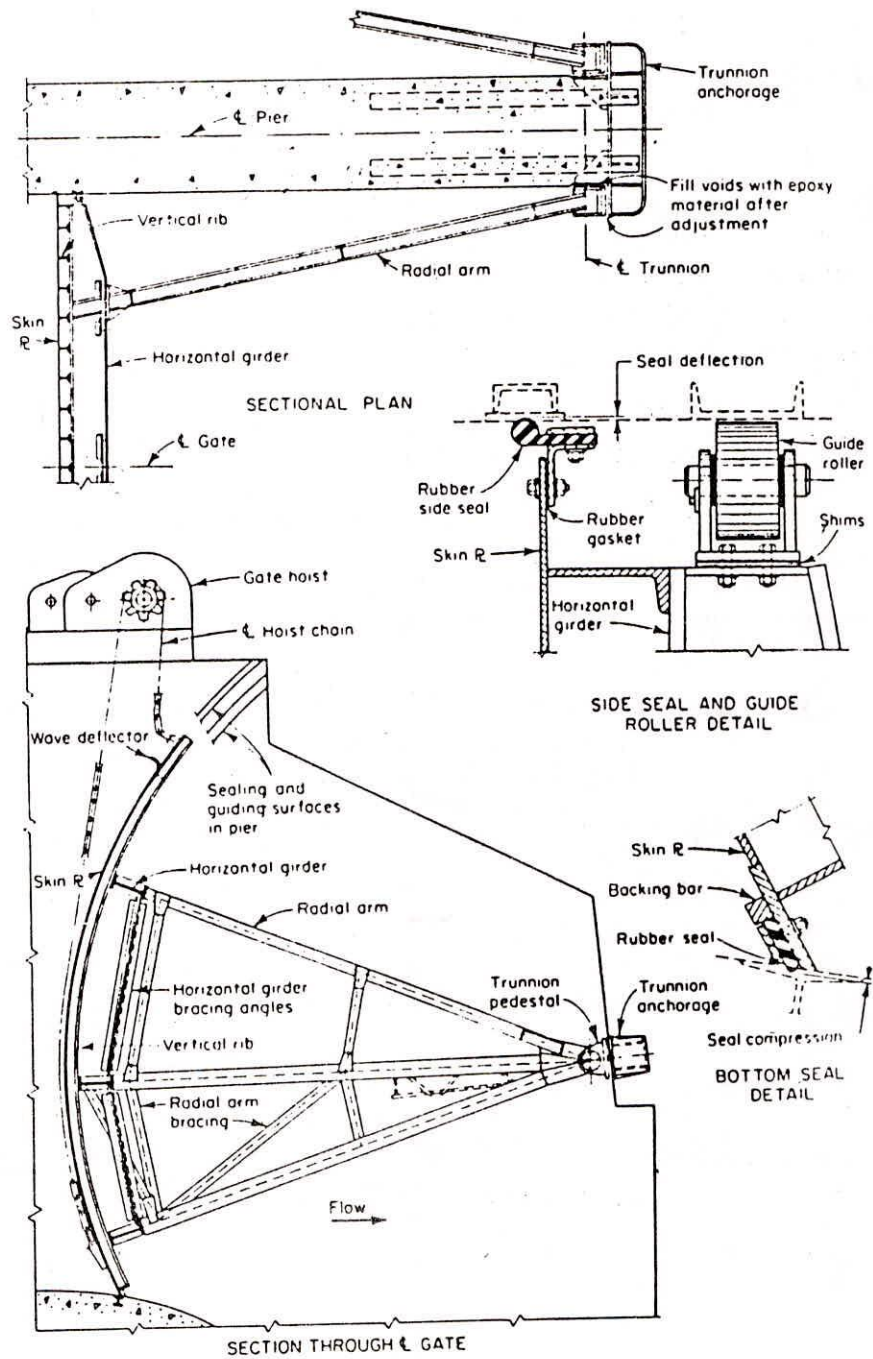 Trunnion
anchorage
℄ Pier
Fill voids with epoxy
material after
adjustment
Vertical rib
Radial arm
℄ Trunnion
Skin
℞
Horizontal girder
SECTIONAL PLAN
℄ Gate
Seal deflection
Guide
roller
Rubber
side seal
Rubber
gasket
Shims
Skin ℞
Horizontal
girder
SIDE SEAL AND GUIDE
ROLLER DETAIL
Gate hoist
℄ Hoist chain
Wave deflector
Sealing and
guiding surfaces
in pier
Skin ℞
Horizontal girder
Radial arm
Horizontal girder
bracing angles
Trunnion
pedestal
Trunnion
anchorage
Vertical rib
Radial arm
bracing
Flow
SECTION THROUGH ℄ GATE
Skin ℞
Backing bar
Rubber seal
Seal compression
BOTTOM SEAL
DETAIL